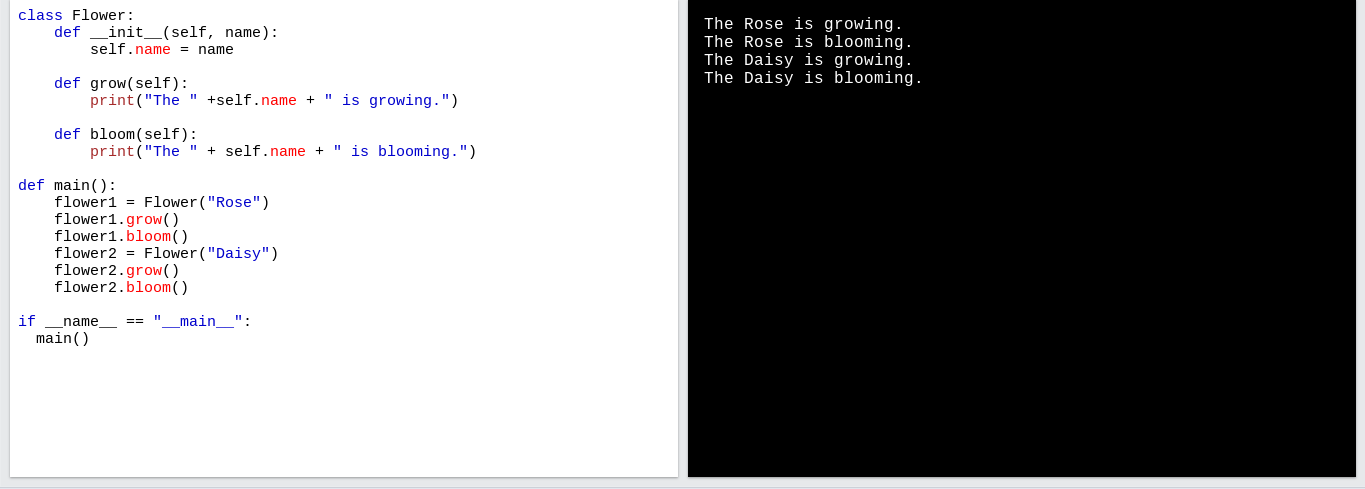 class Flower:
    def __init__(self, name):
        self.name = name

    def grow(self):
        print("The " +self.name + " is growing.")

    def bloom(self):
        print("The " + self.name + " is blooming.")

def main():
    flower1 = Flower("Rose")
    flower1.grow()
    flower1.bloom()
    flower2 = Flower("Daisy")
    flower2.grow()
    flower2.bloom()

if __name__ == "__main__":
  main()

The Rose is growing.
The Rose is blooming.
The Daisy is growing.
The Daisy is blooming.